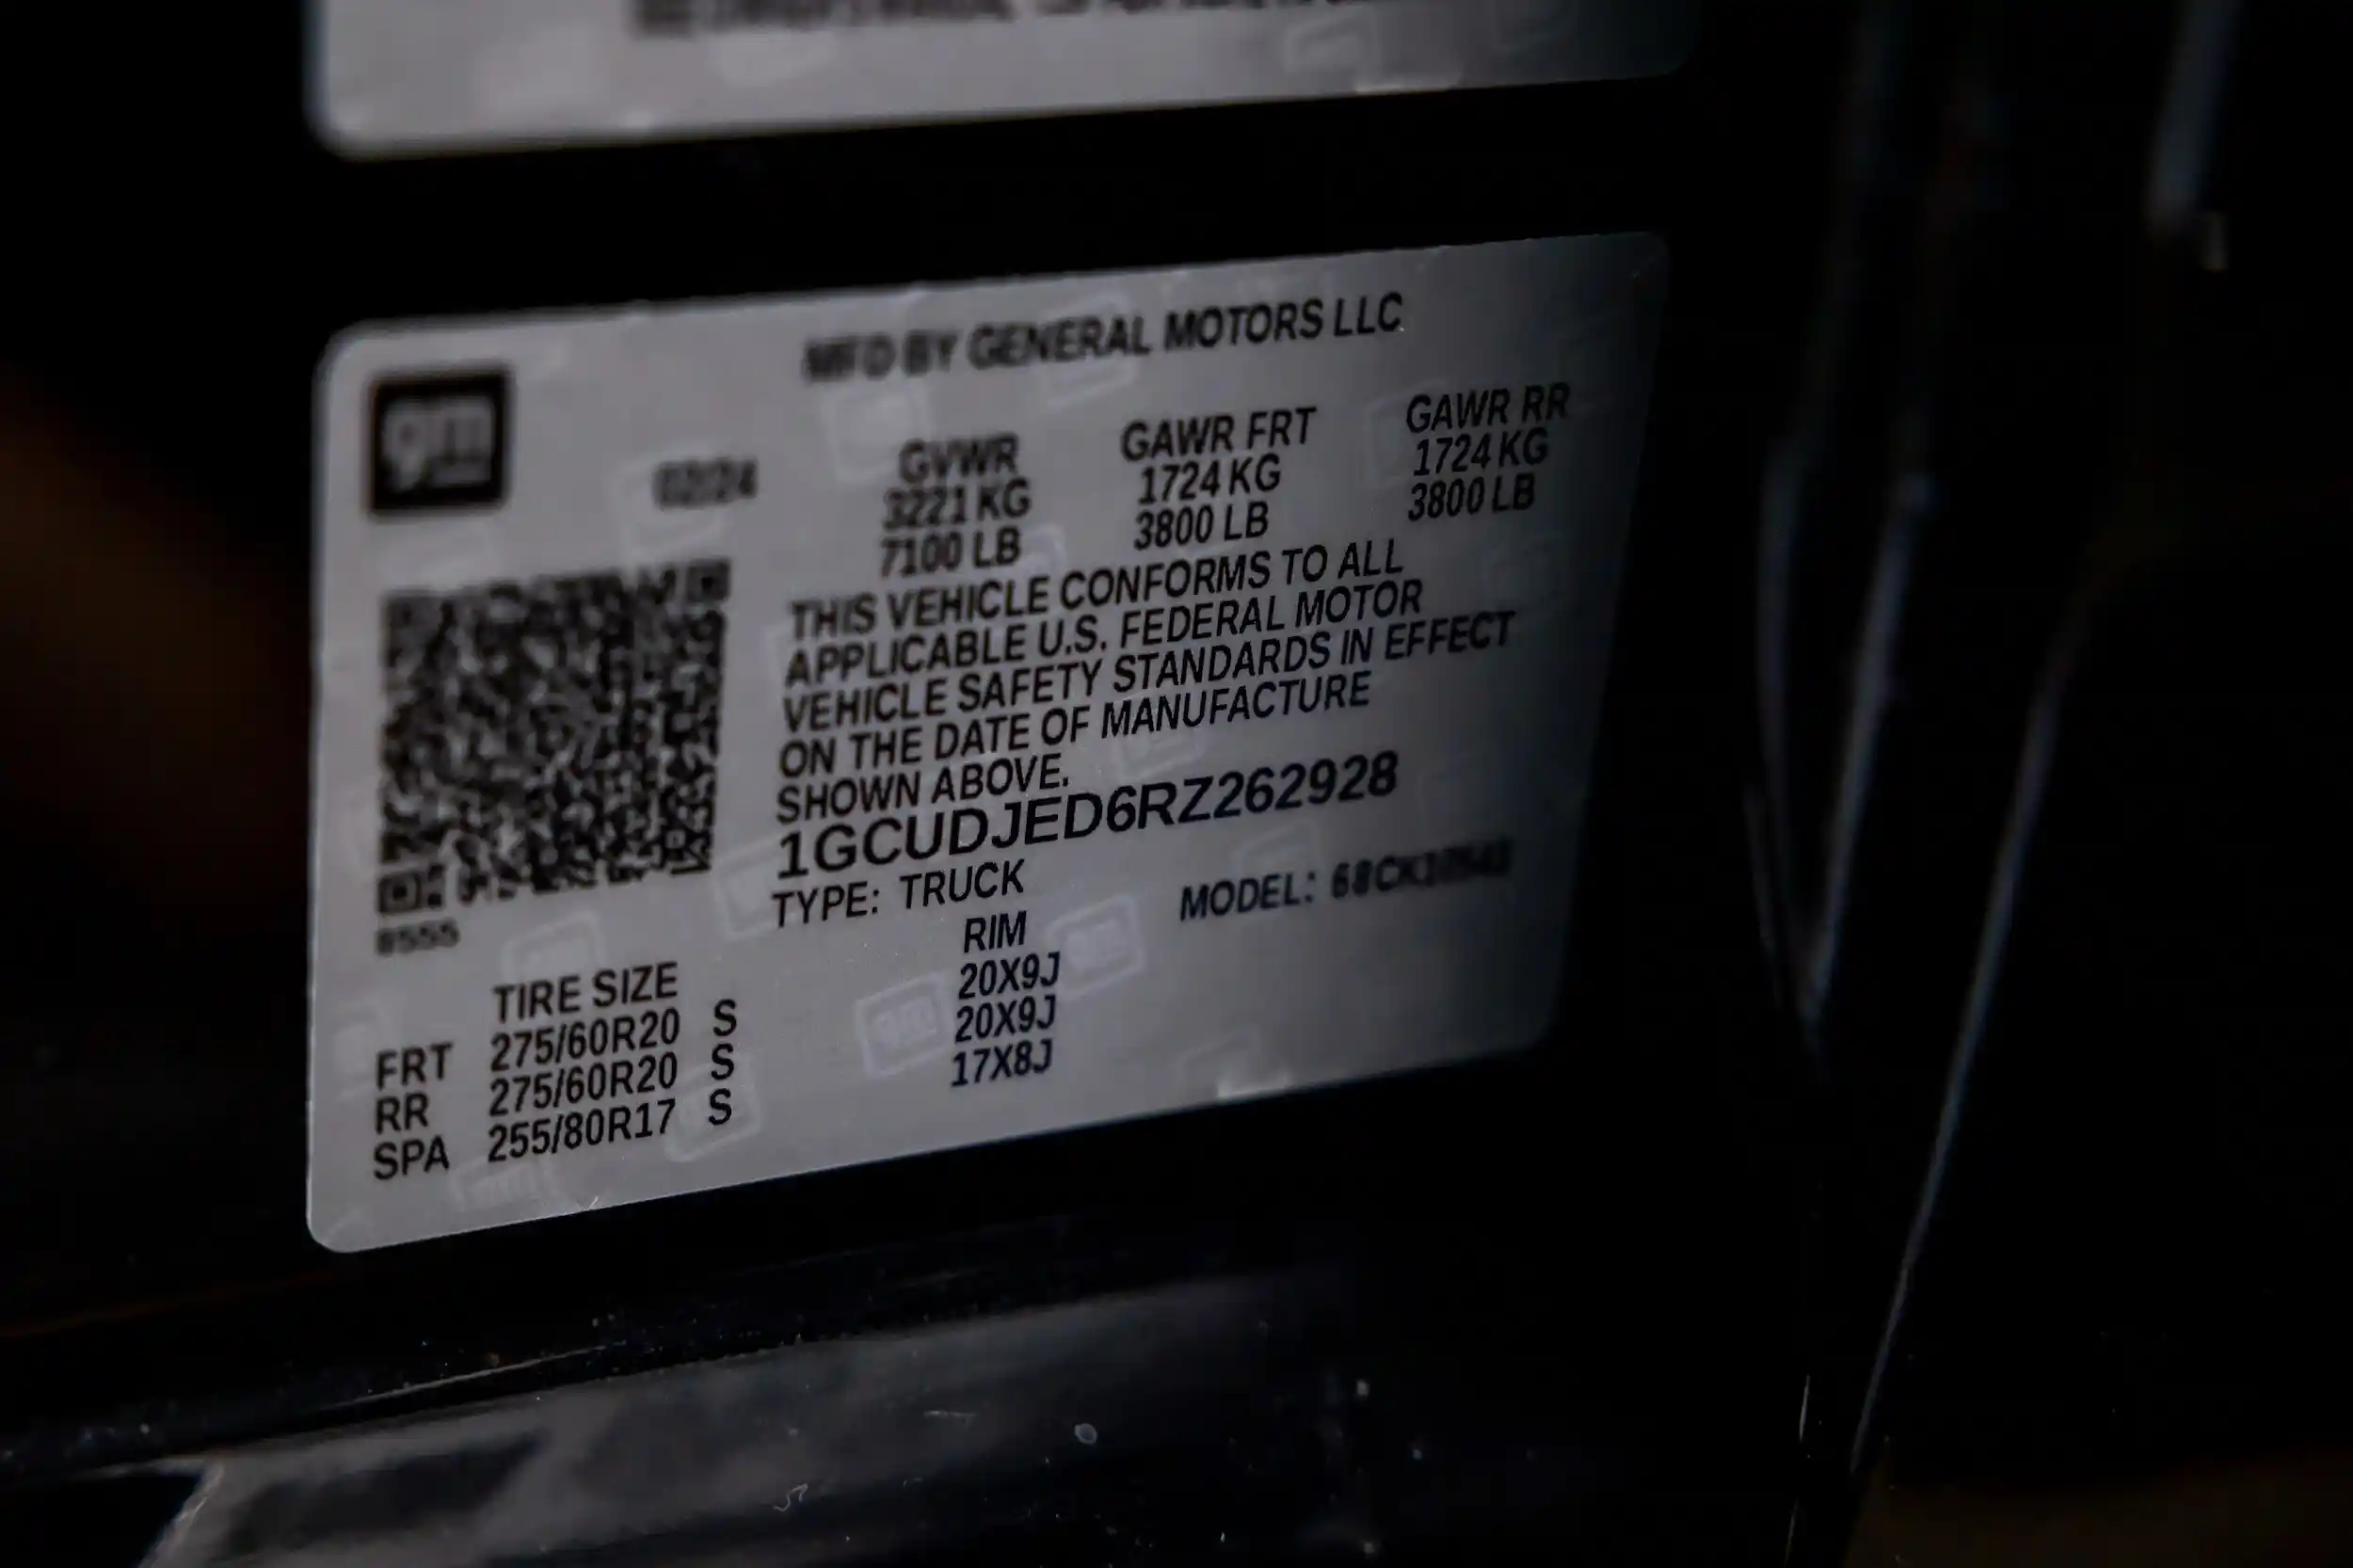 MFD BY GENERAL MOTORS LLC
gm
02/24
GVWR GAWR FRT GAWR RR
3221 KG 1724 KG 1724 KG
7100 LB 3800 LB 3800 LB
THIS VEHICLE CONFORMS TO ALL
APPLICABLE U.S. FEDERAL MOTOR
VEHICLE SAFETY STANDARDS IN EFFECT
ON THE DATE OF MANUFACTURE
SHOWN ABOVE.
1GCUDJED6RZ262928
TYPE: TRUCK MODEL:
TIRE SIZE RIM
FRT 275/60R20 S 20X9J
RR 275/60R20 S 20X9J
SPA 255/80R17 S 17X8J